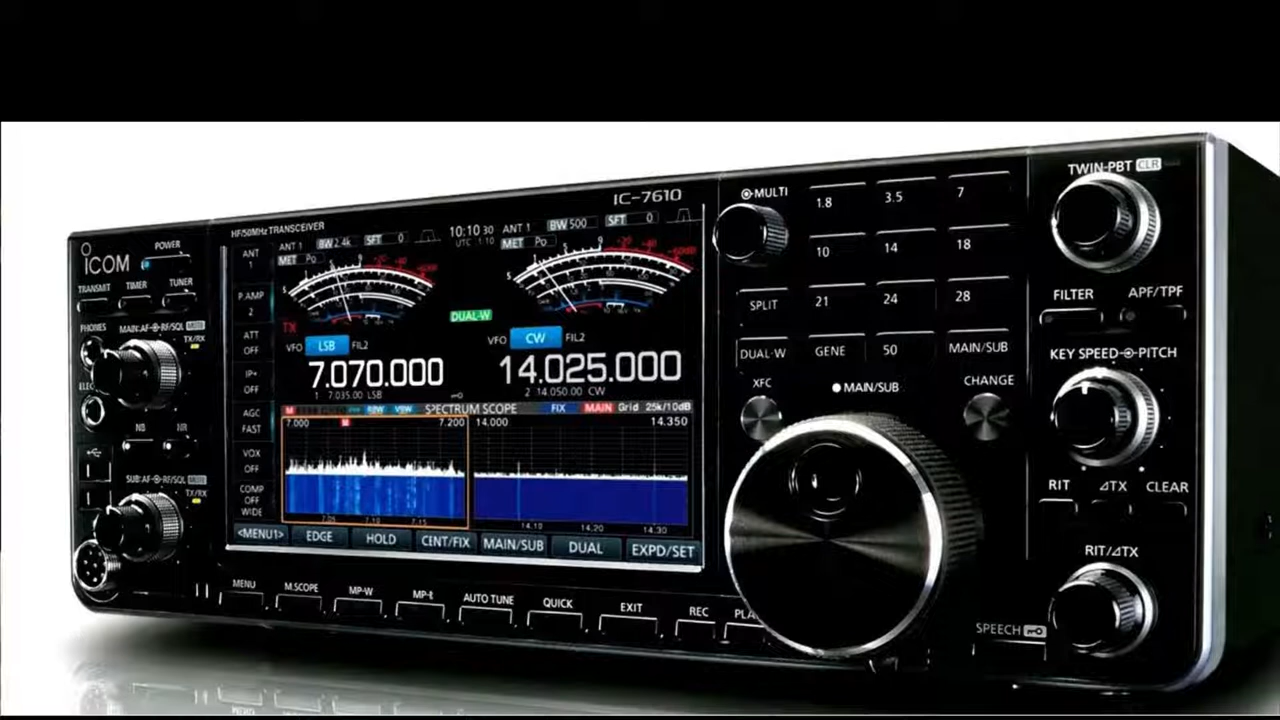 IC-7610
HF/50MHz TRANSCEIVER
ICOM
POWER
TRANSMIT TIMER TUNER
PHONES
MAIN:AF RF/SQL
TX/RX
NB NR
SUB:AF RF/SQL
TX/RX
ANT
1
P.AMP
2
ATT
OFF
IP+
OFF
AGC
FAST
VOX
OFF
COMP
OFF
WIDE
ANT 1 BW 2.4k SFT 0
MET Po
10:10 30
UTC 1:10
ANT 1 BW 500 SFT 0
MET Po
TX
DUAL-W
VFO LSB FIL2
7.070.000
1 7.035.00 LSB
VFO CW FIL2
14.025.000
2 14.050.00 CW
SPECTRUM SCOPE FIX MAIN Grid 25k/10dB
7.000 M 7.200 14.000 14.350
7.05 7.10 7.15 14.10 14.20 14.30
<MENU1> EDGE HOLD CENT/FIX MAIN/SUB DUAL EXPD/SET
MENU M.SCOPE MP-W MP-R AUTO TUNE QUICK EXIT REC
MULTI
1.8 3.5 7
10 14 18
SPLIT 21 24 28
DUAL-W GENE 50 MAIN/SUB
XFC MAIN/SUB CHANGE
TWIN-PBT CLR
FILTER APF/TPF
KEY SPEED PITCH
RIT ⊿TX CLEAR
RIT/⊿TX
SPEECH